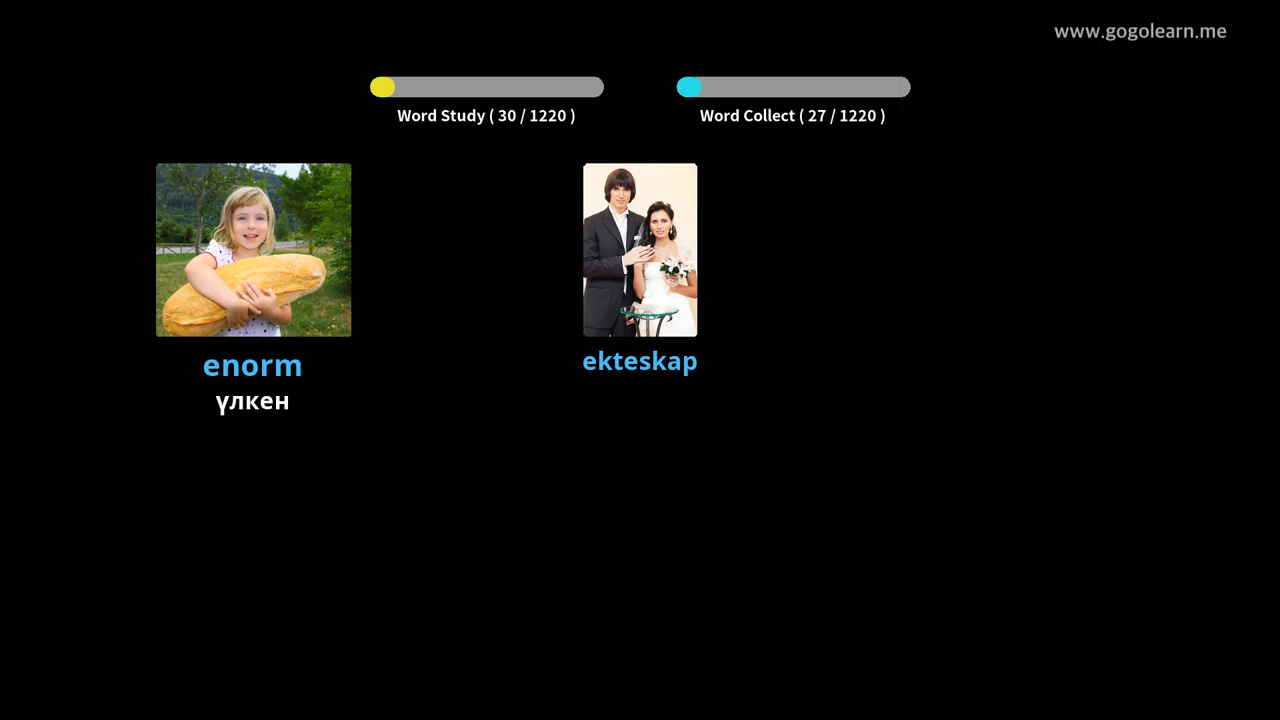 www.gogolearn.me
Word Study ( 30 / 1220 )
Word Collect ( 27 / 1220 )
enorm
үлкен
ekteskap